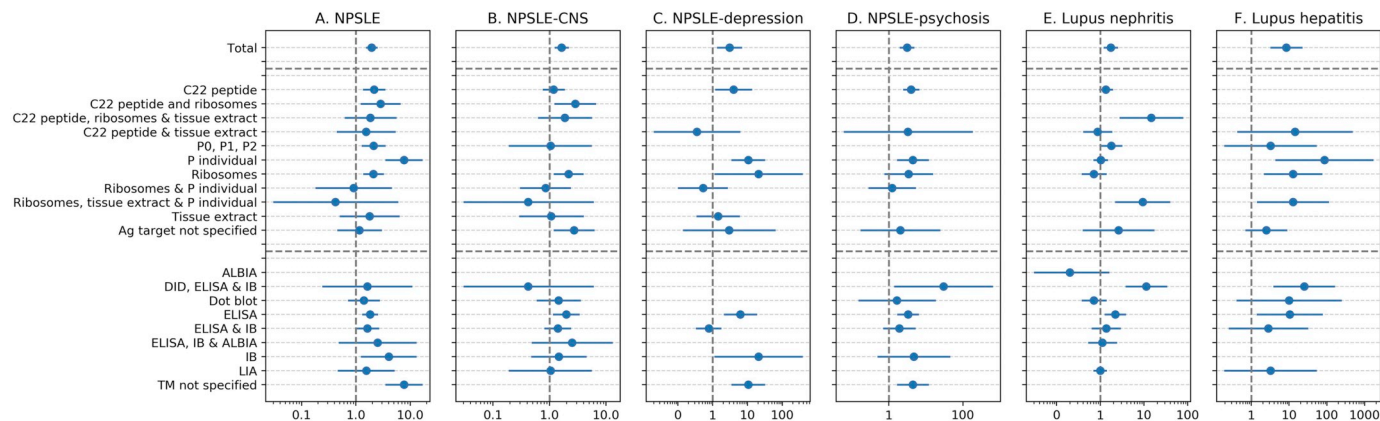 A. NPSLE B. NPSLE-CNS C. NPSLE-depression D. NPSLE-psychosis E. Lupus nephritis F. Lupus hepatitis
Total
C22 peptide
C22 peptide and ribosomes
C22 peptide, ribosomes & tissue extract
C22 peptide & tissue extract
P0, P1, P2
P individual
Ribosomes
Ribosomes & P individual
Ribosomes, tissue extract & P individual
Tissue extract
Ag target not specified
ALBIA
DID, ELISA & IB
Dot blot
ELISA
ELISA & IB
ELISA, IB & ALBIA
IB
LIA
TM not specified
0.1 1.0 10.0 0.1 1.0 10.0 0 1 10 100 1 100 0 1 10 100 1 10 100 1000